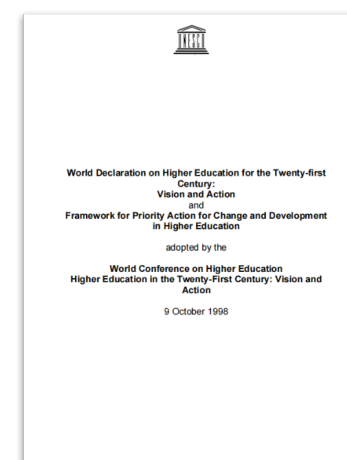 UNESCO
World Declaration on Higher Education for the Twenty-first
Century:
Vision and Action
and
Framework for Priority Action for Change and Development
in Higher Education
adopted by the
World Conference on Higher Education
Higher Education in the Twenty-First Century: Vision and
Action
9 October 1998